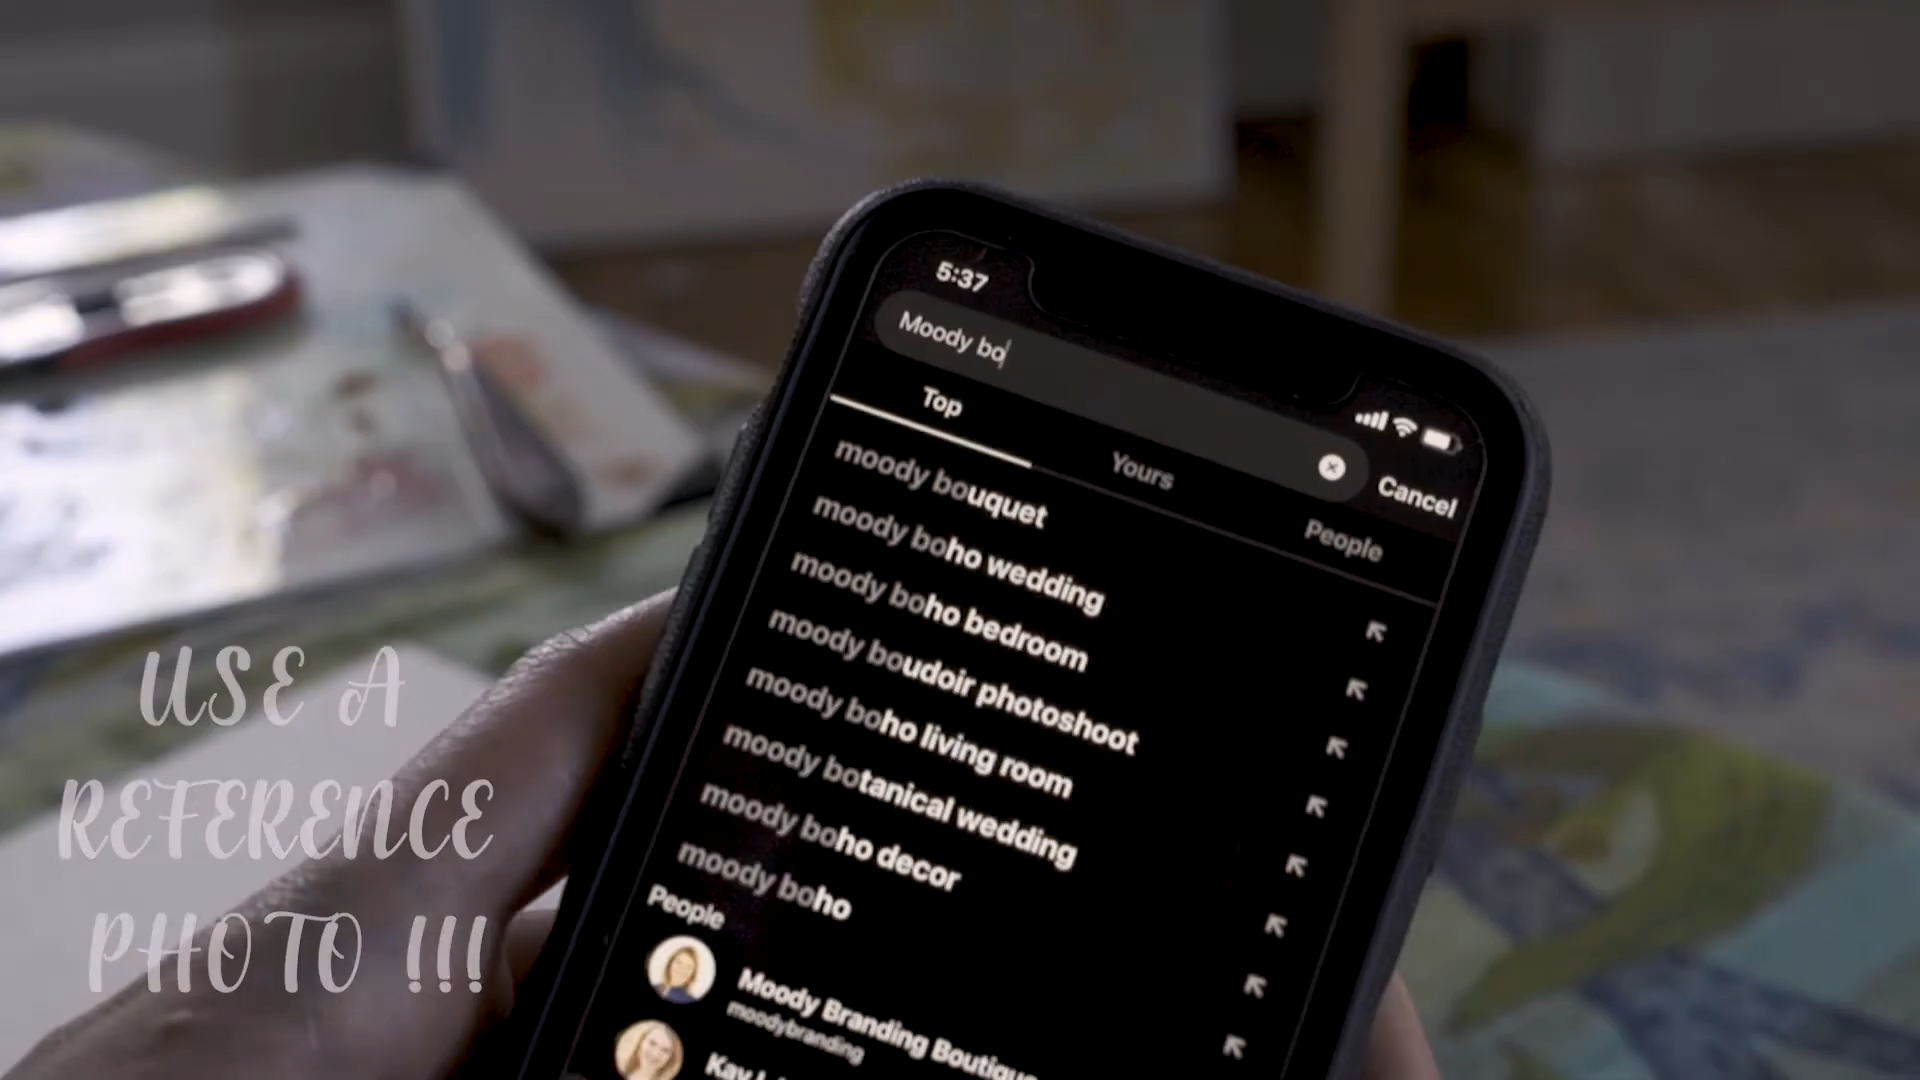 5:37
Moody bo
Cancel
Top
Yours
People
moody bouquet
moody boho wedding
moody boho bedroom
moody boudoir photoshoot
moody boho living room
moody botanical wedding
moody boho decor
moody boho
People
Moody Branding Boutique
moodybranding
USE A
REFERENCE
PHOTO !!!